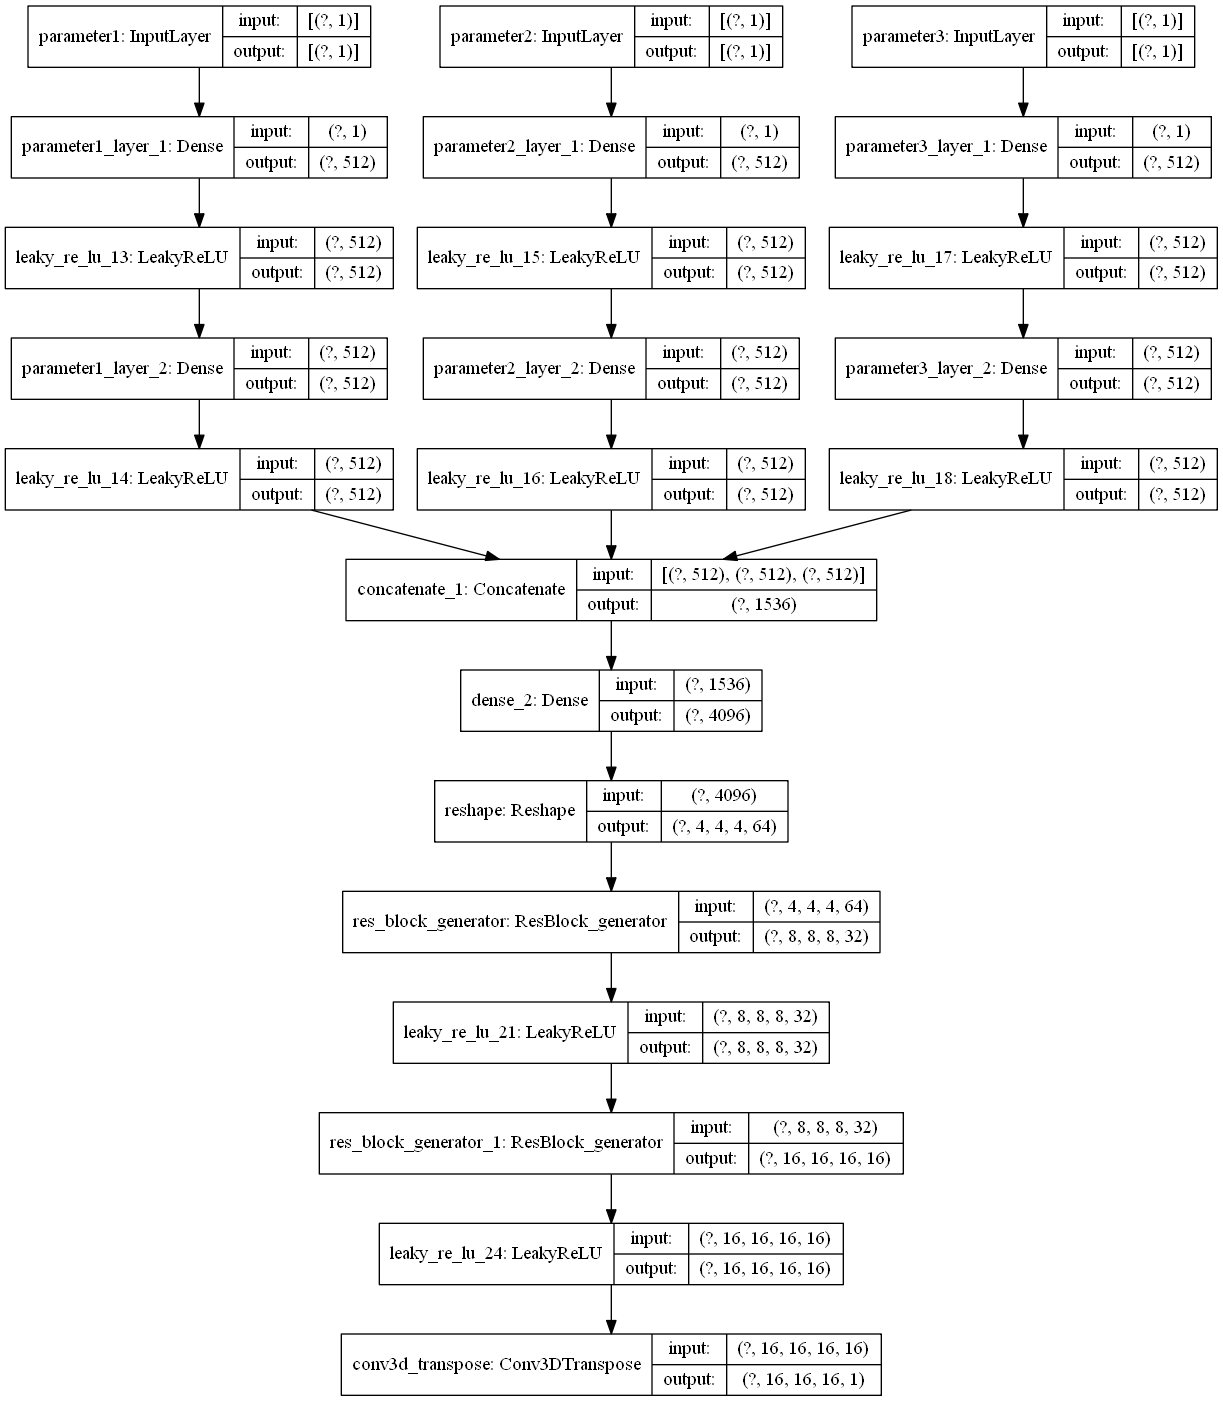 parameter1: InputLayer input: [(?, 1)] output: [(?, 1)]
parameter2: InputLayer input: [(?, 1)] output: [(?, 1)]
parameter3: InputLayer input: [(?, 1)] output: [(?, 1)]
parameter1_layer_1: Dense input: (?, 1) output: (?, 512)
parameter2_layer_1: Dense input: (?, 1) output: (?, 512)
parameter3_layer_1: Dense input: (?, 1) output: (?, 512)
leaky_re_lu_13: LeakyReLU input: (?, 512) output: (?, 512)
leaky_re_lu_15: LeakyReLU input: (?, 512) output: (?, 512)
leaky_re_lu_17: LeakyReLU input: (?, 512) output: (?, 512)
parameter1_layer_2: Dense input: (?, 512) output: (?, 512)
parameter2_layer_2: Dense input: (?, 512) output: (?, 512)
parameter3_layer_2: Dense input: (?, 512) output: (?, 512)
leaky_re_lu_14: LeakyReLU input: (?, 512) output: (?, 512)
leaky_re_lu_16: LeakyReLU input: (?, 512) output: (?, 512)
leaky_re_lu_18: LeakyReLU input: (?, 512) output: (?, 512)
concatenate_1: Concatenate input: [(?, 512), (?, 512), (?, 512)] output: (?, 1536)
dense_2: Dense input: (?, 1536) output: (?, 4096)
reshape: Reshape input: (?, 4096) output: (?, 4, 4, 4, 64)
res_block_generator: ResBlock_generator input: (?, 4, 4, 4, 64) output: (?, 8, 8, 8, 32)
leaky_re_lu_21: LeakyReLU input: (?, 8, 8, 8, 32) output: (?, 8, 8, 8, 32)
res_block_generator_1: ResBlock_generator input: (?, 8, 8, 8, 32) output: (?, 16, 16, 16, 16)
leaky_re_lu_24: LeakyReLU input: (?, 16, 16, 16, 16) output: (?, 16, 16, 16, 16)
conv3d_transpose: Conv3DTranspose input: (?, 16, 16, 16, 16) output: (?, 16, 16, 16, 1)